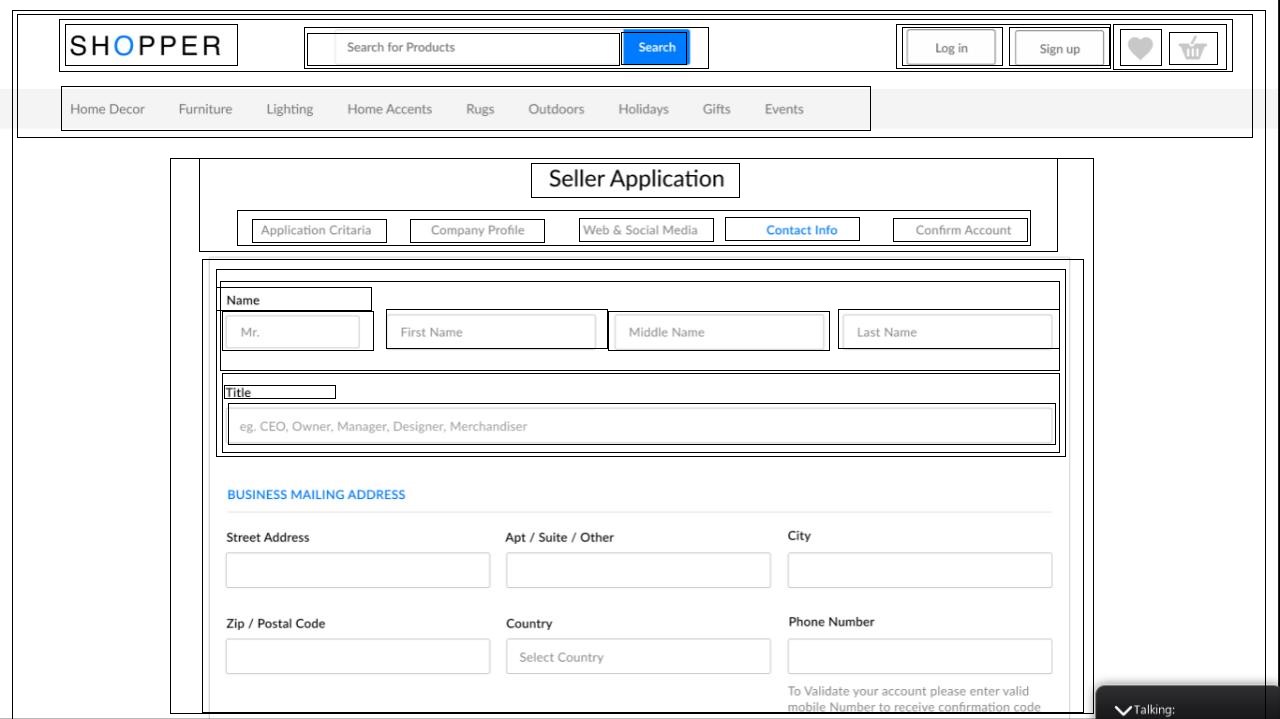 SHOPPER
Search for Products
Search
Log in
Sign up
Home Decor Furniture Lighting Home Accents Rugs Outdoors Holidays Gifts Events
Seller Application
Application Critaria Company Profile Web & Social Media Contact Info Confirm Account
Name
Mr. First Name Middle Name Last Name
Title
eg. CEO, Owner, Manager, Designer, Merchandiser
BUSINESS MAILING ADDRESS
Street Address Apt / Suite / Other City
Zip / Postal Code Country Phone Number
Select Country
To Validate your account please enter valid
mobile Number to receive confirmation code
Talking: